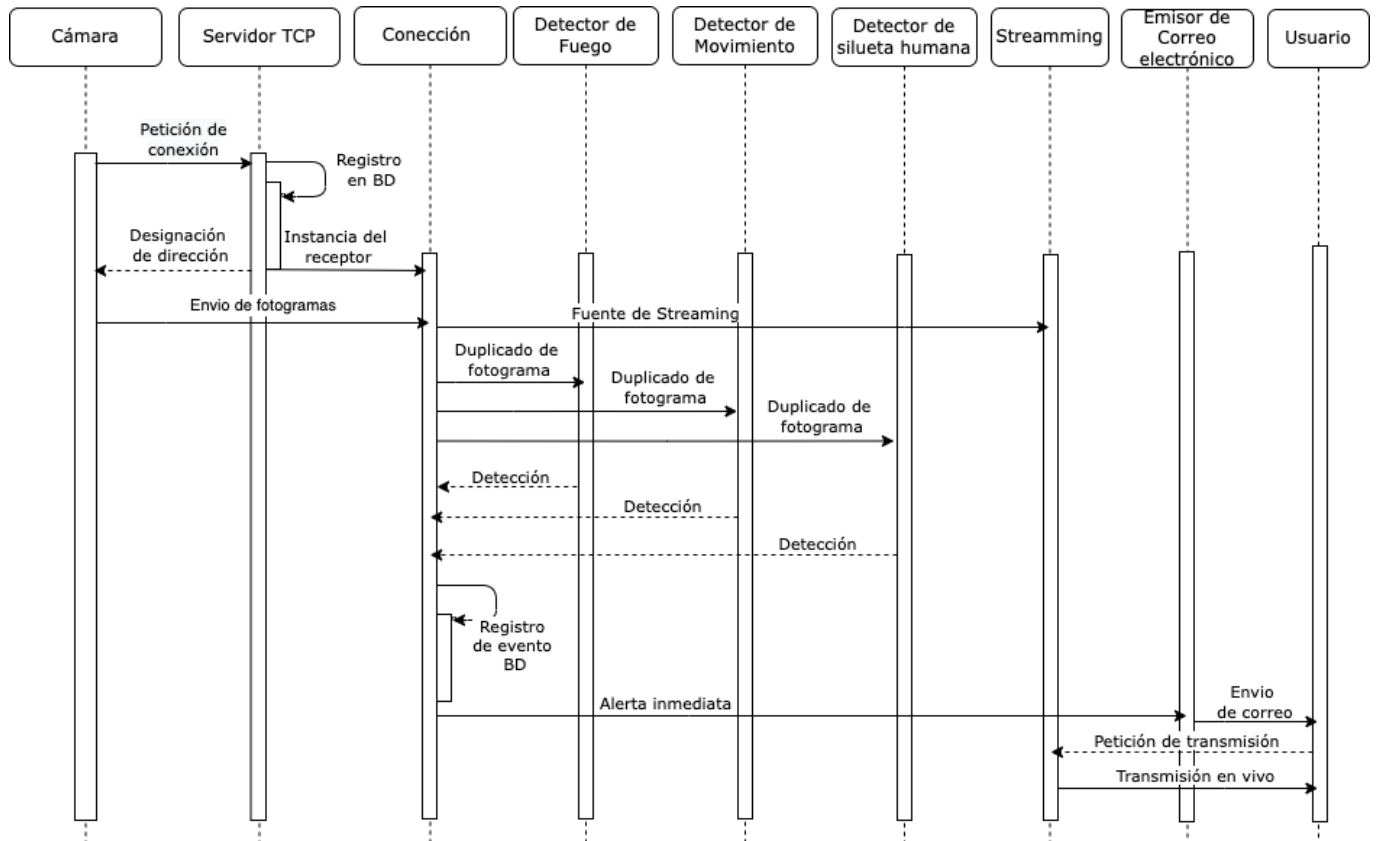 Cámara
Servidor TCP
Conección
Detector de
Fuego
Detector de
Movimiento
Detector de
silueta humana
Streamming
Emisor de
Correo
electrónico
Usuario
Petición de
conexión
Registro
en BD
Designación
de dirección
Instancia del
receptor
Envio de fotogramas
Fuente de Streaming
Duplicado de
fotograma
Duplicado de
fotograma
Duplicado de
fotograma
Detección
Detección
Detección
Registro
de evento
BD
Alerta inmediata
Envio
de correo
Petición de transmisión
Transmisión en vivo